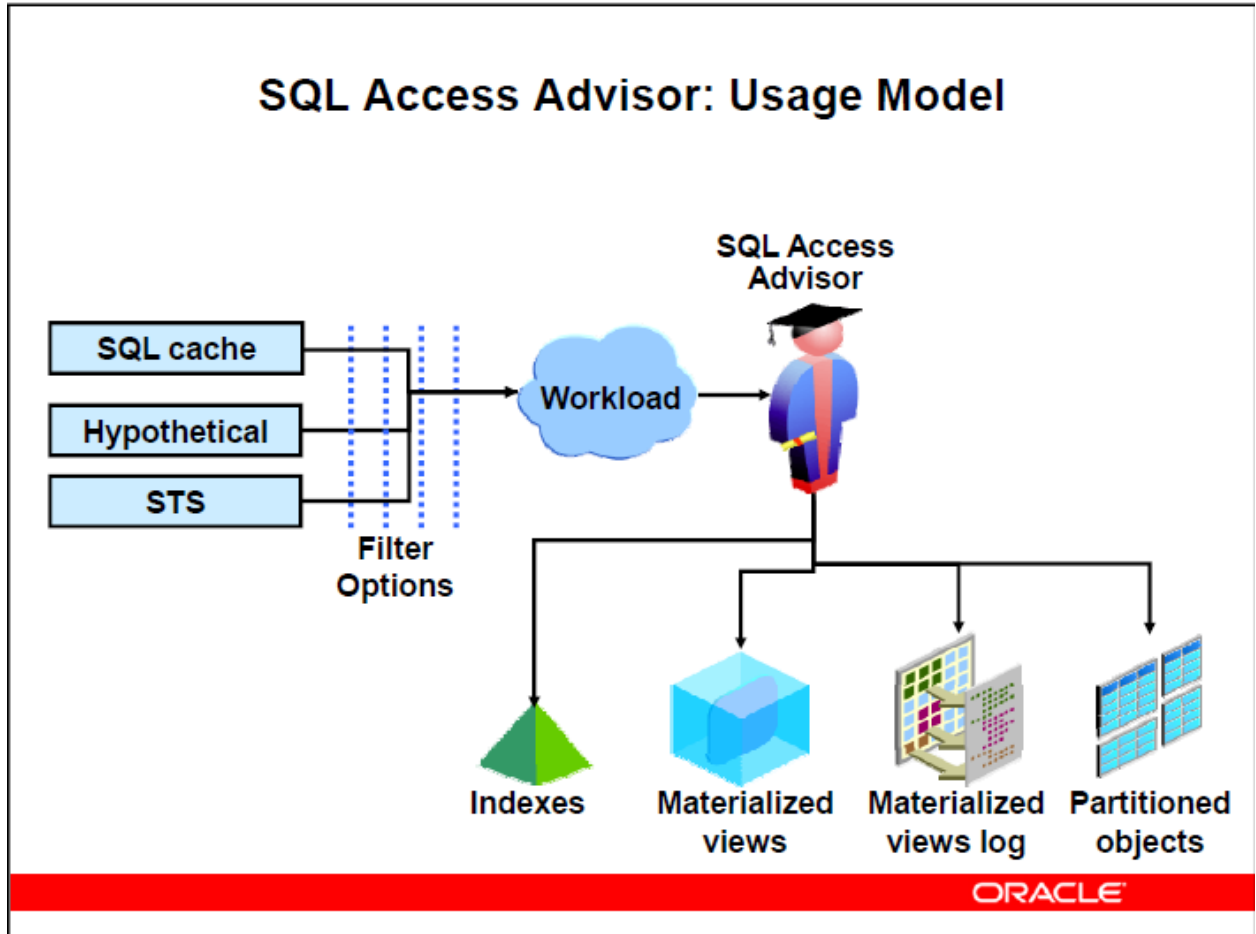 SQL Access Advisor: Usage Model
SQL Access
Advisor
SQL cache
Hypothetical
STS
Filter
Options
Workload
Indexes
Materialized
views
Materialized
views log
Partitioned
objects
ORACLE